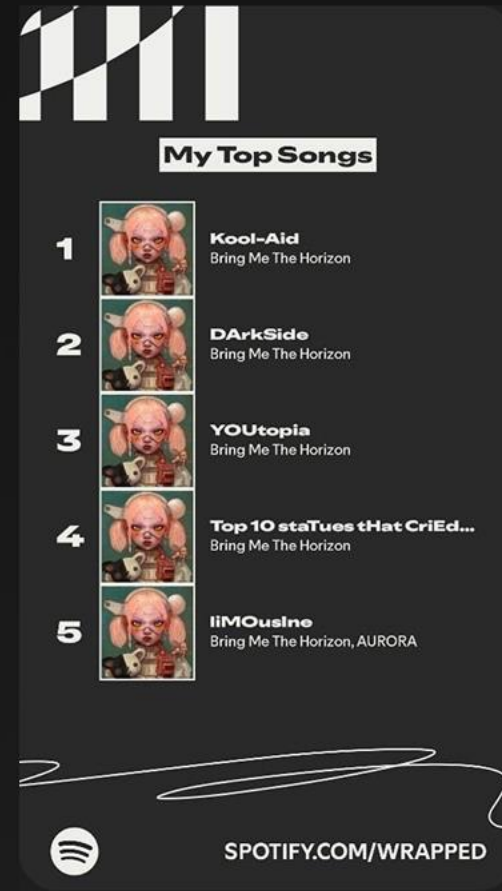 My Top Songs
1
Kool-Aid
Bring Me The Horizon
2
DArkSide
Bring Me The Horizon
3
YOUtopia
Bring Me The Horizon
4
Top 10 staTues tHat CriEd...
Bring Me The Horizon
5
liMOusIne
Bring Me The Horizon, AURORA
SPOTIFY.COM/WRAPPED